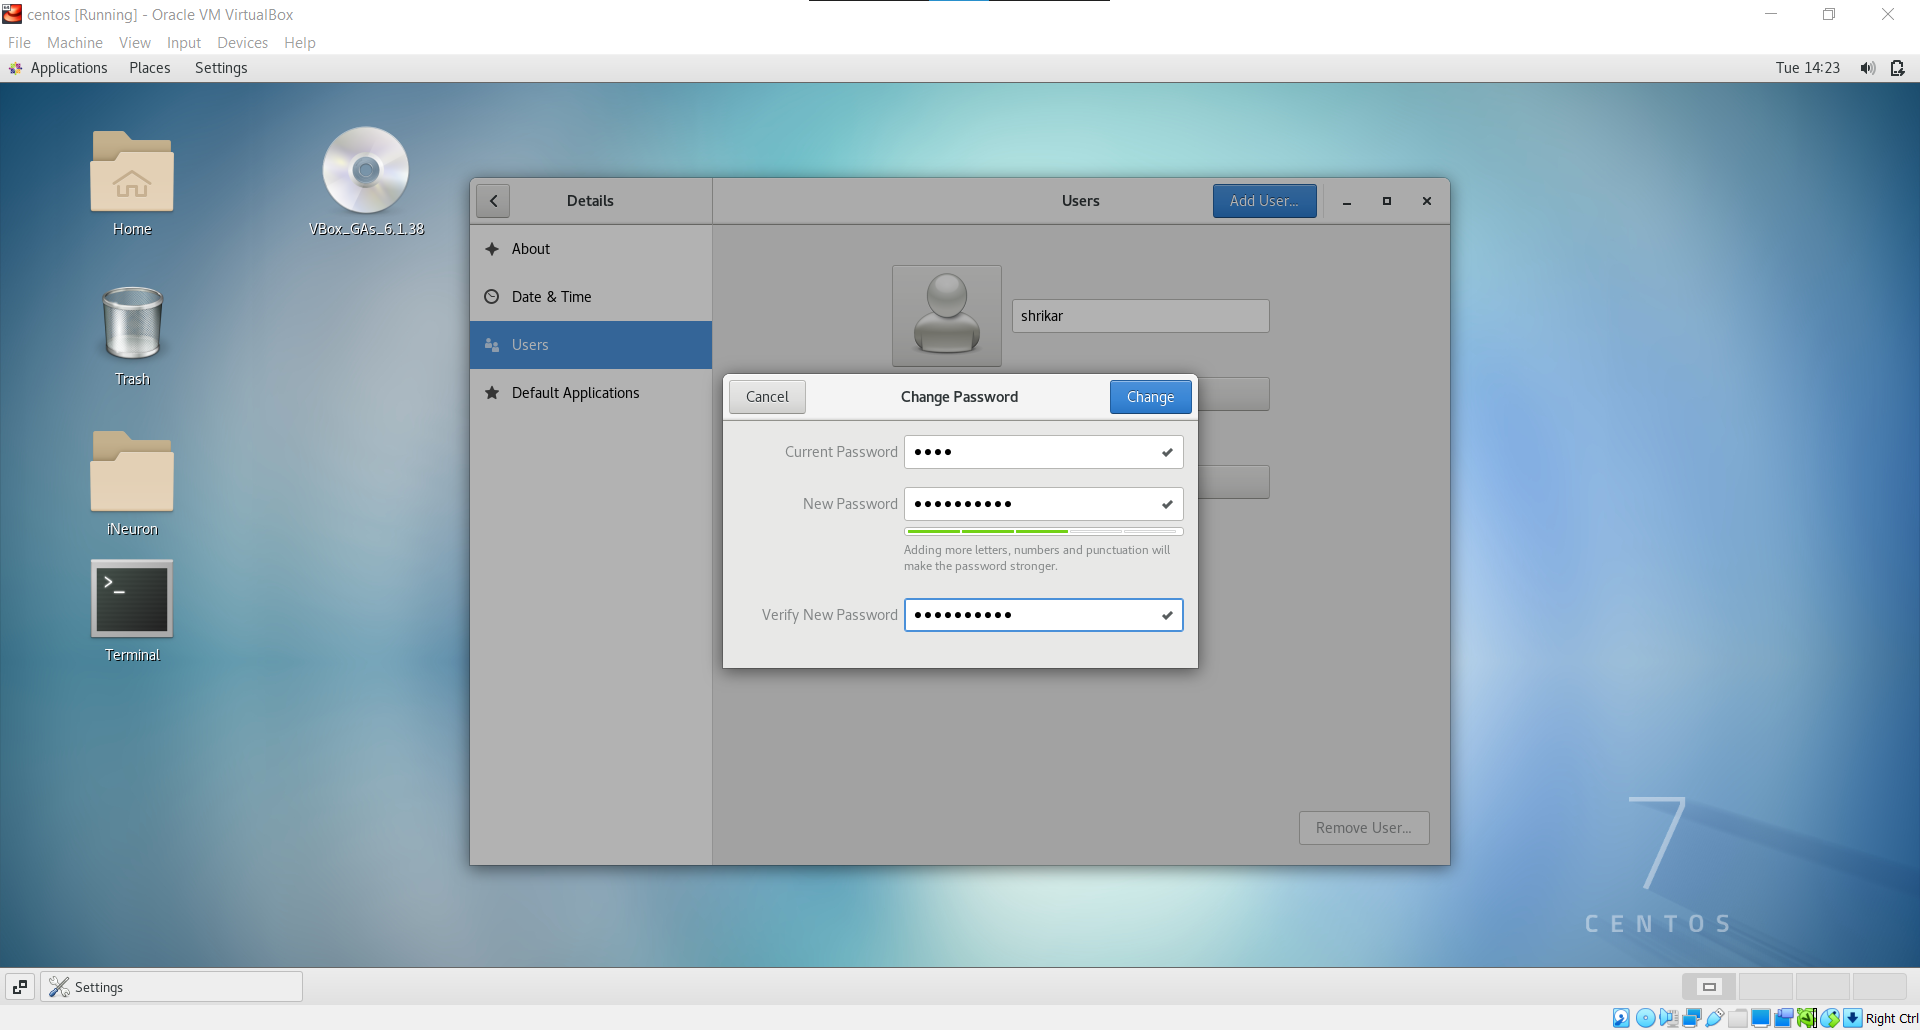 centos [Running] - Oracle VM VirtualBox
File Machine View Input Devices Help
Applications Places Settings Tue 14:23
Home
VBox_GAs_6.1.38
Trash
iNeuron
>_
Terminal
Details
Users
Add User...
About
Date & Time
Users
Default Applications
shrikar
Cancel
Change Password
Change
Current Password ●●●●
New Password ●●●●●●●●●●
Adding more letters, numbers and punctuation will
make the password stronger.
Verify New Password ●●●●●●●●●●
Remove User...
7
CENTOS
Settings
Right Ctrl